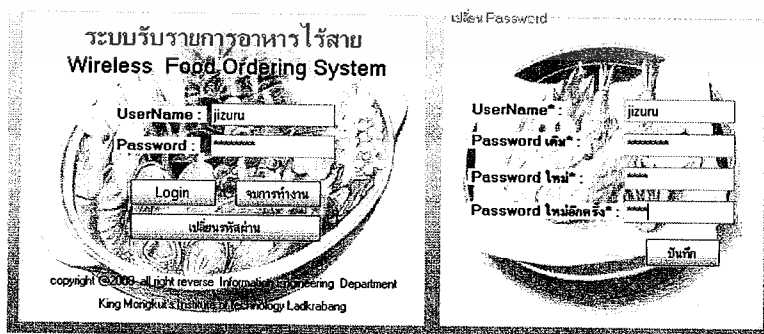 ระบบรับรายการอาหารไร้สาย
Wireless Food Ordering System
UserName : jizuru
Password : *********
Login จบการทำงาน
เปลี่ยนรหัสผ่าน
copyright @2009 all right reverse Information Engineering Department
King Mongkut's Institute of technology Ladkrabang
เปลี่ยน Password
UserName* : jizuru
Password เดิม* : *********
Password ใหม่* : ****
Password ใหม่อีกครั้ง* : ****
บันทึก